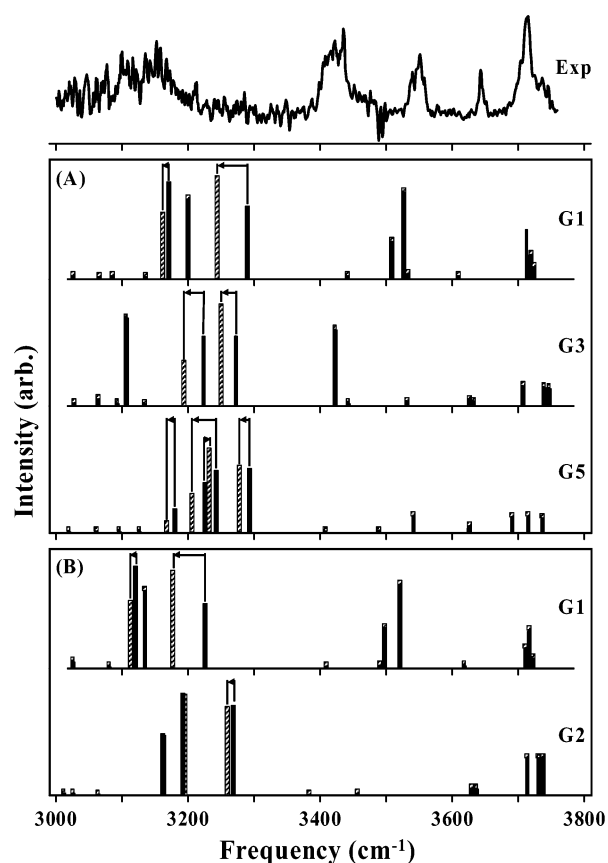 Exp
(A)
G1
G3
G5
(B)
G1
G2
Intensity (arb.)
3000 3200 3400 3600 3800
Frequency (cm-1)